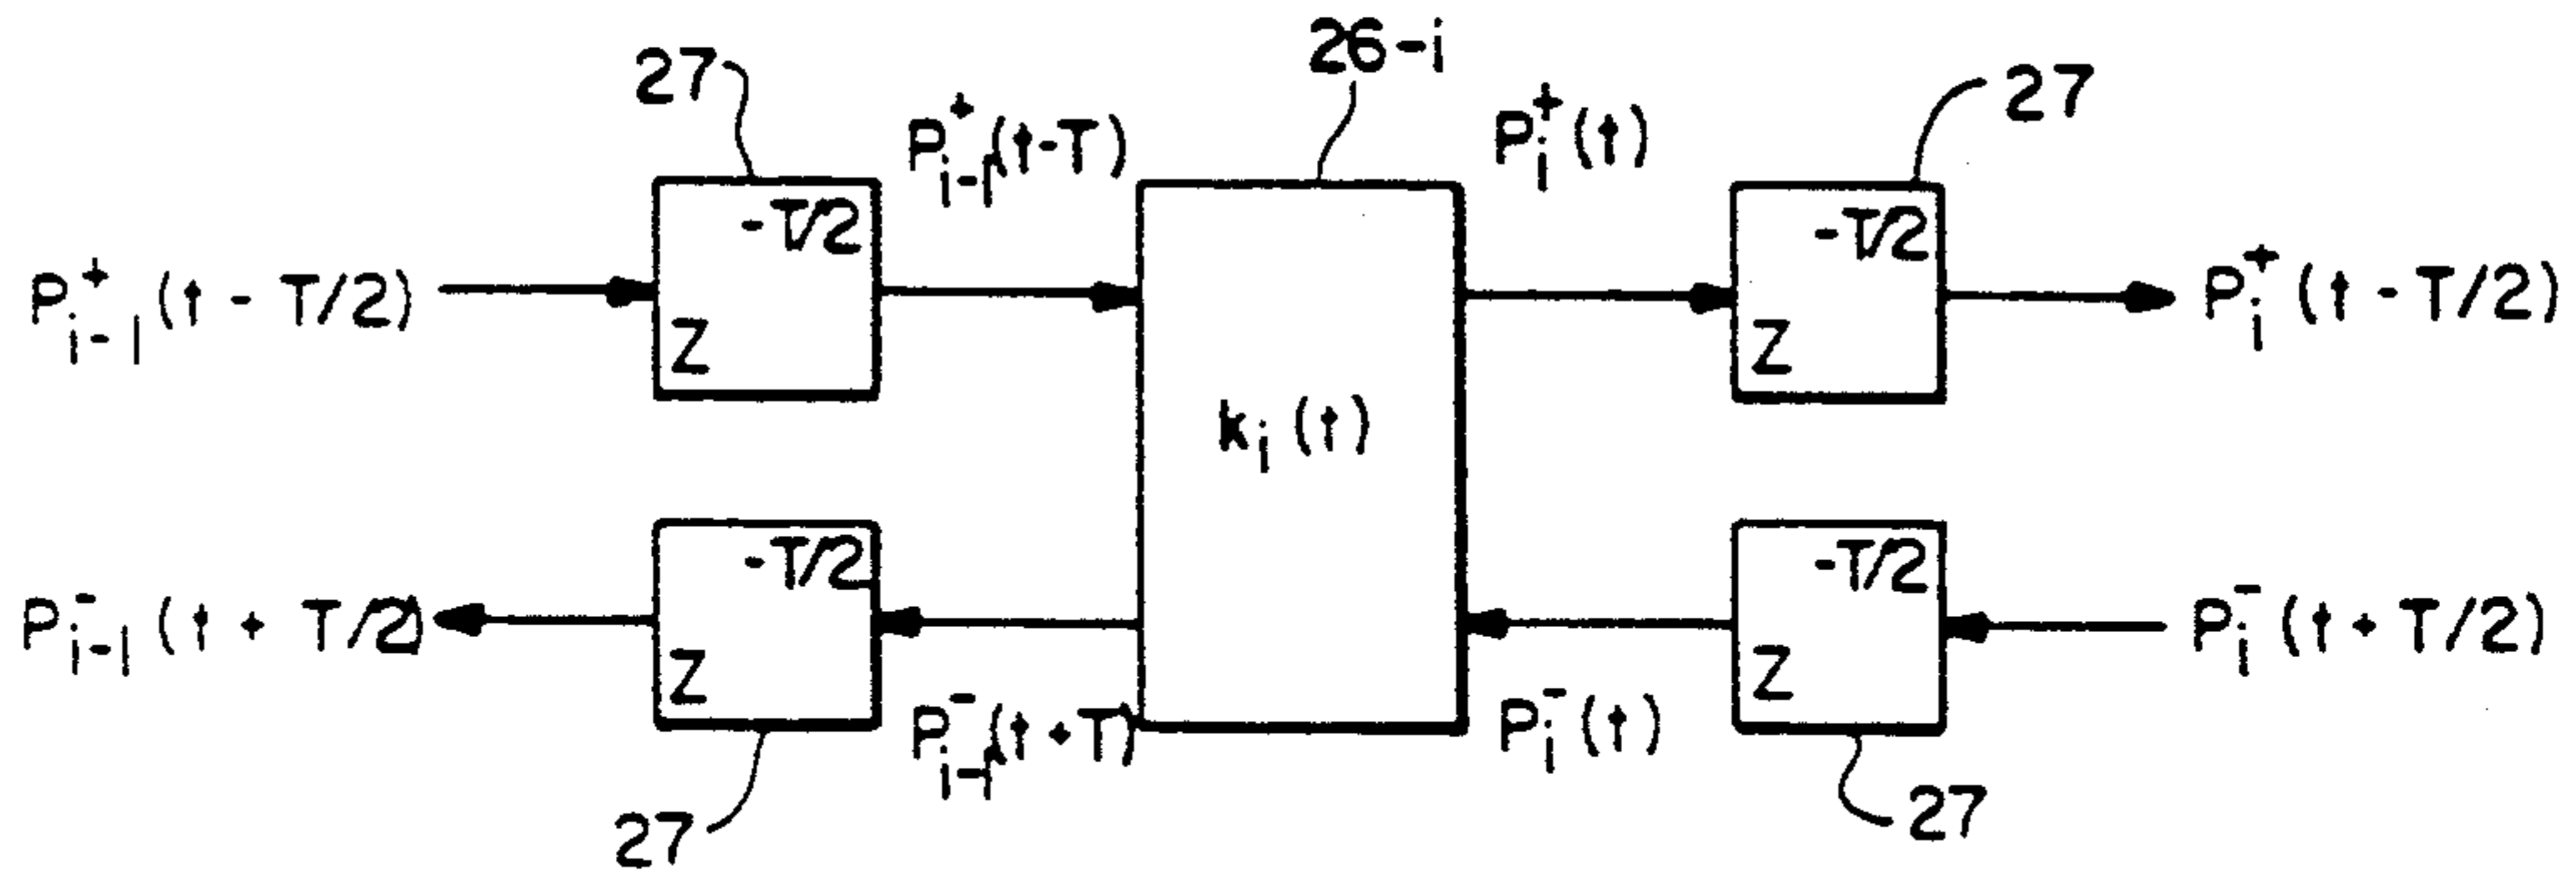 26-i
27
27
P⁺ᵢ₋₁(t-T)
P⁺ᵢ(t)
Z^-T/2
Z^-T/2
P⁺ᵢ₋₁(t - T/2)
P⁺ᵢ(t - T/2)
kᵢ(t)
Z^-T/2
Z^-T/2
P⁻ᵢ₋₁(t + T/2)
P⁻ᵢ(t + T/2)
P⁻ᵢ₋₁(t + T)
P⁻ᵢ(t)
27
27